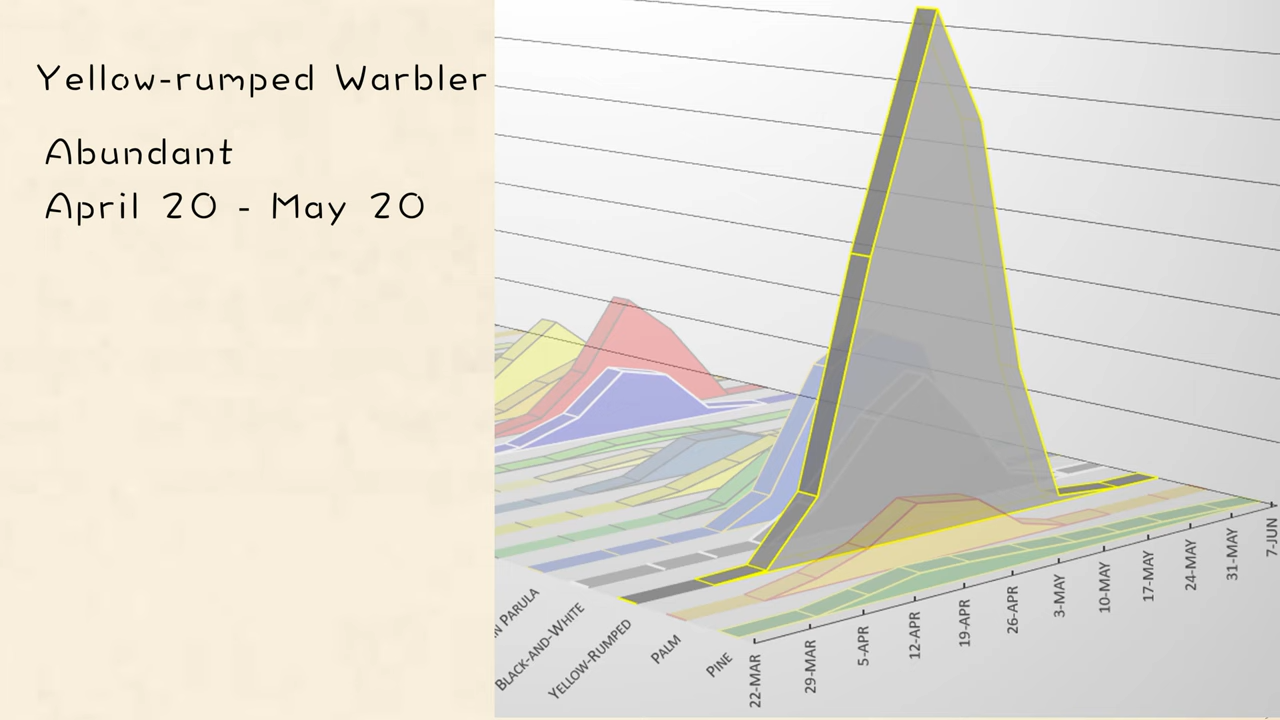 Yellow-rumped Warbler
Abundant
April 20 - May 20
N PARULA
BLACK-AND-WHITE
YELLOW-RUMPED
PALM
PINE
22-MAR
29-MAR
5-APR
12-APR
19-APR
26-APR
3-MAY
10-MAY
17-MAY
24-MAY
31-MAY
7-JUN